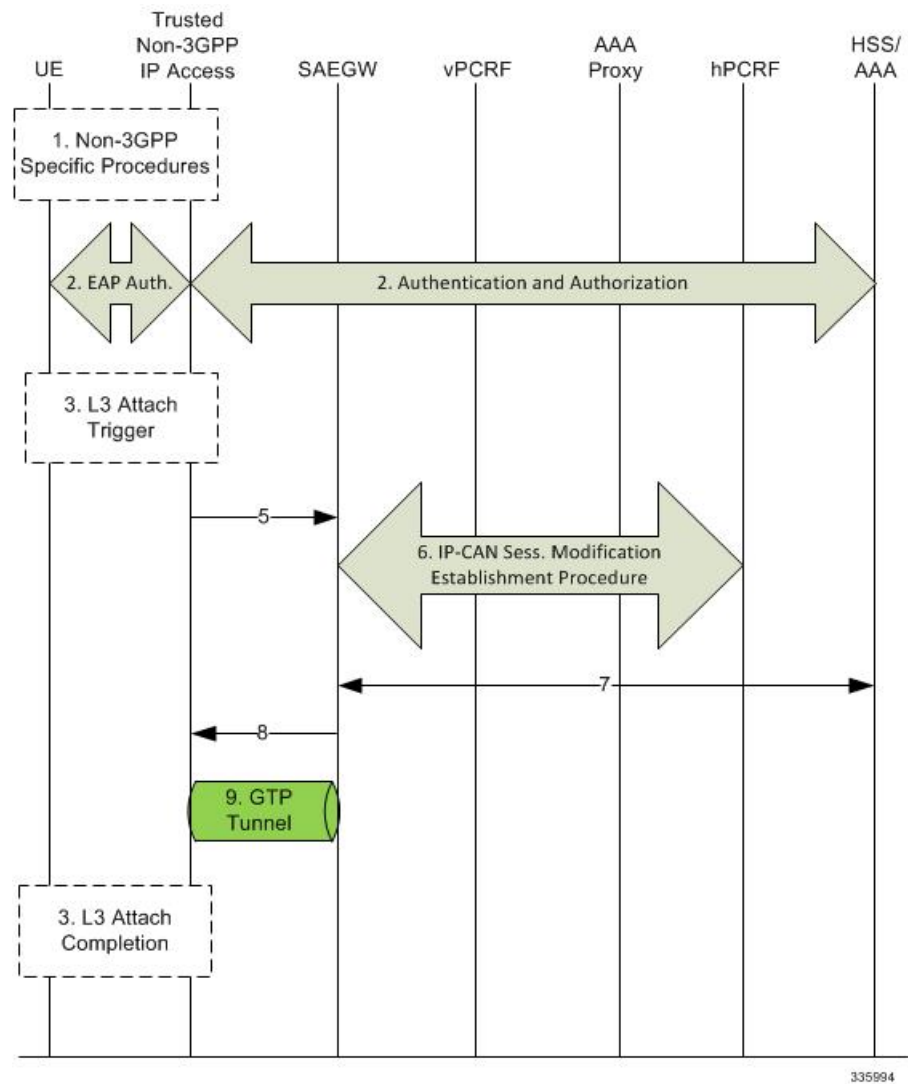 Trusted
Non-3GPP
IP Access
UE
SAEGW
vPCRF
AAA
Proxy
hPCRF
HSS/
AAA
1. Non-3GPP
Specific Procedures
2. EAP Auth.
2. Authentication and Authorization
3. L3 Attach
Trigger
5
6. IP-CAN Sess. Modification
Establishment Procedure
7
8
9. GTP
Tunnel
3. L3 Attach
Completion
335994